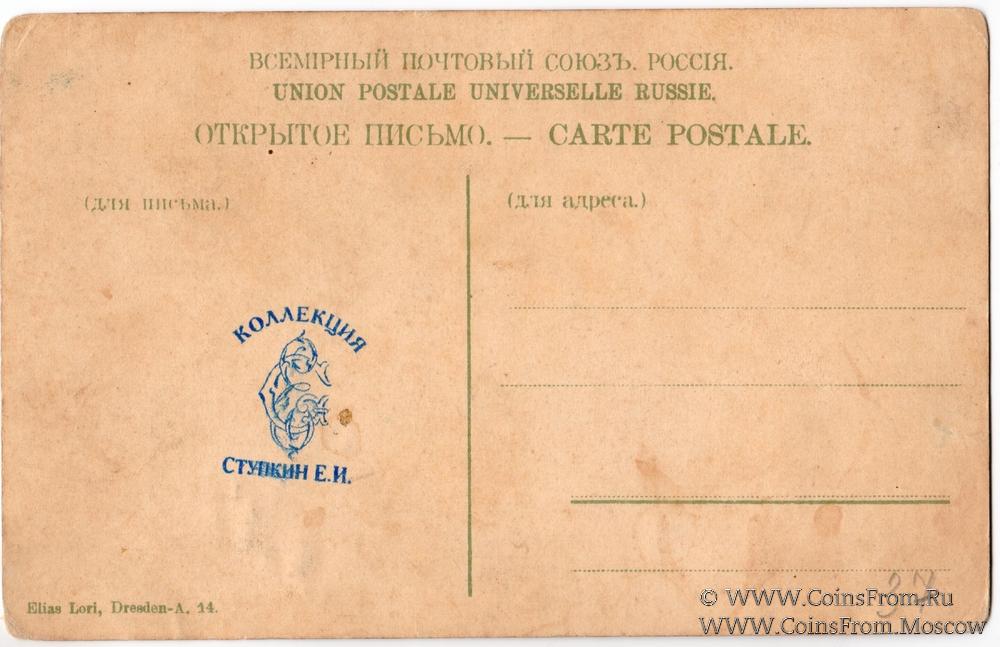 ВСЕМІРНЫЙ ПОЧТОВЫЙ СОЮЗЪ. РОССІЯ.
UNION POSTALE UNIVERSELLE RUSSIE.
ОТКРЫТОЕ ПИСЬМО. — CARTE POSTALE.
(для письма.)
(для адреса.)
КОЛЛЕКЦИЯ
СТУПКИН Е.И.
Elias Lori, Dresden-A. 14.
37
© WWW.CoinsFrom.Ru
WWW.CoinsFrom.Moscow